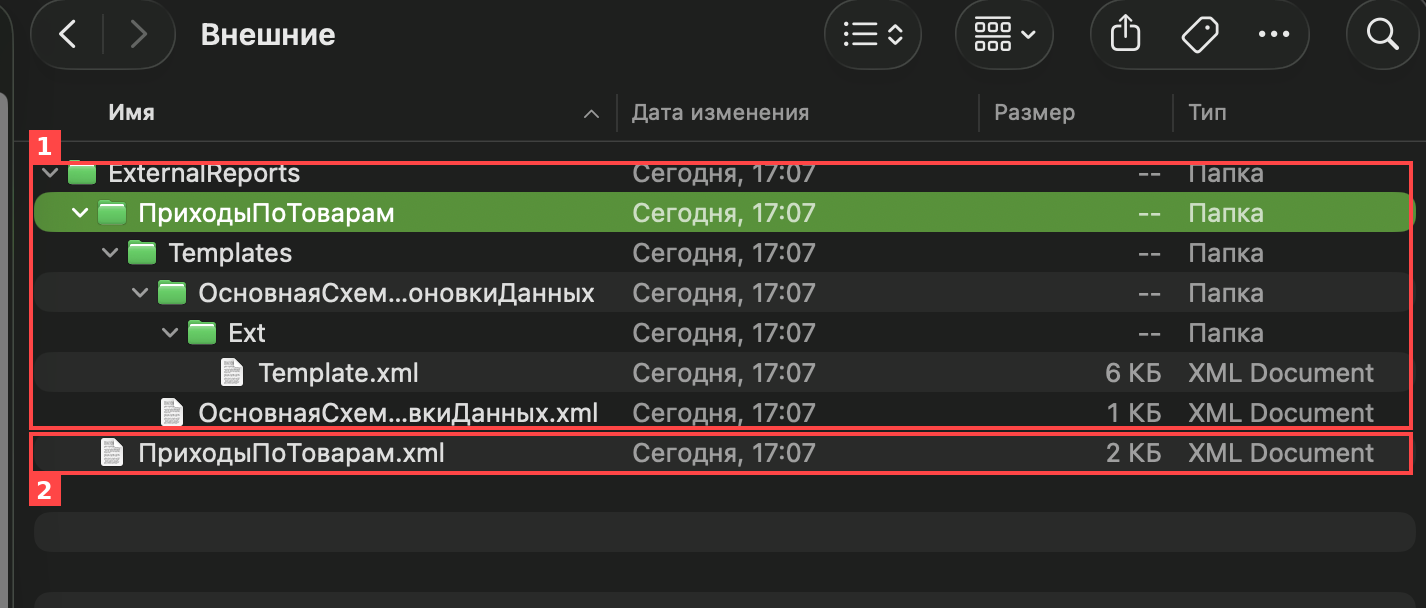 Внешние
Имя Дата изменения Размер Тип
1
ExternalReports Сегодня, 17:07 -- Папка
ПриходыПоТоварам Сегодня, 17:07 -- Папка
Templates Сегодня, 17:07 -- Папка
ОсновнаяСхем...оновкиДанных Сегодня, 17:07 -- Папка
Ext Сегодня, 17:07 -- Папка
Template.xml Сегодня, 17:07 6 КБ XML Document
ОсновнаяСхем...вкиДанных.xml Сегодня, 17:07 1 КБ XML Document
ПриходыПоТоварам.xml Сегодня, 17:07 2 КБ XML Document
2